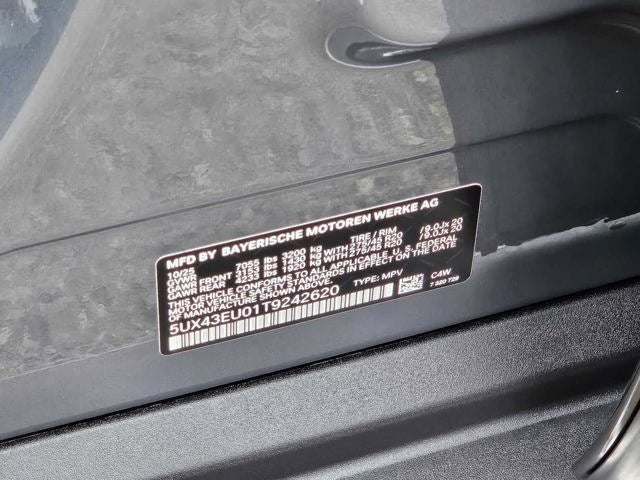 MFD BY BAYERISCHE MOTOREN WERKE AG
10/25 TIRE / RIM
GVWR 7055 lbs 3200 kg
GAWR FRONT 3153 lbs 1430 kg WITH 275/45 R20 /9.0Jx 20
GAWR REAR 4233 lbs 1920 kg WITH 275/45 R20 /9.0Jx 20
THIS VEHICLE CONFORMS TO ALL APPLICABLE U.S. FEDERAL
MOTOR VEHICLE SAFETY STANDARDS IN EFFECT ON THE
DATE OF MANUFACTURE SHOWN ABOVE.
5UX43EU01T9242620 TYPE: MPV C4W
7 320 729